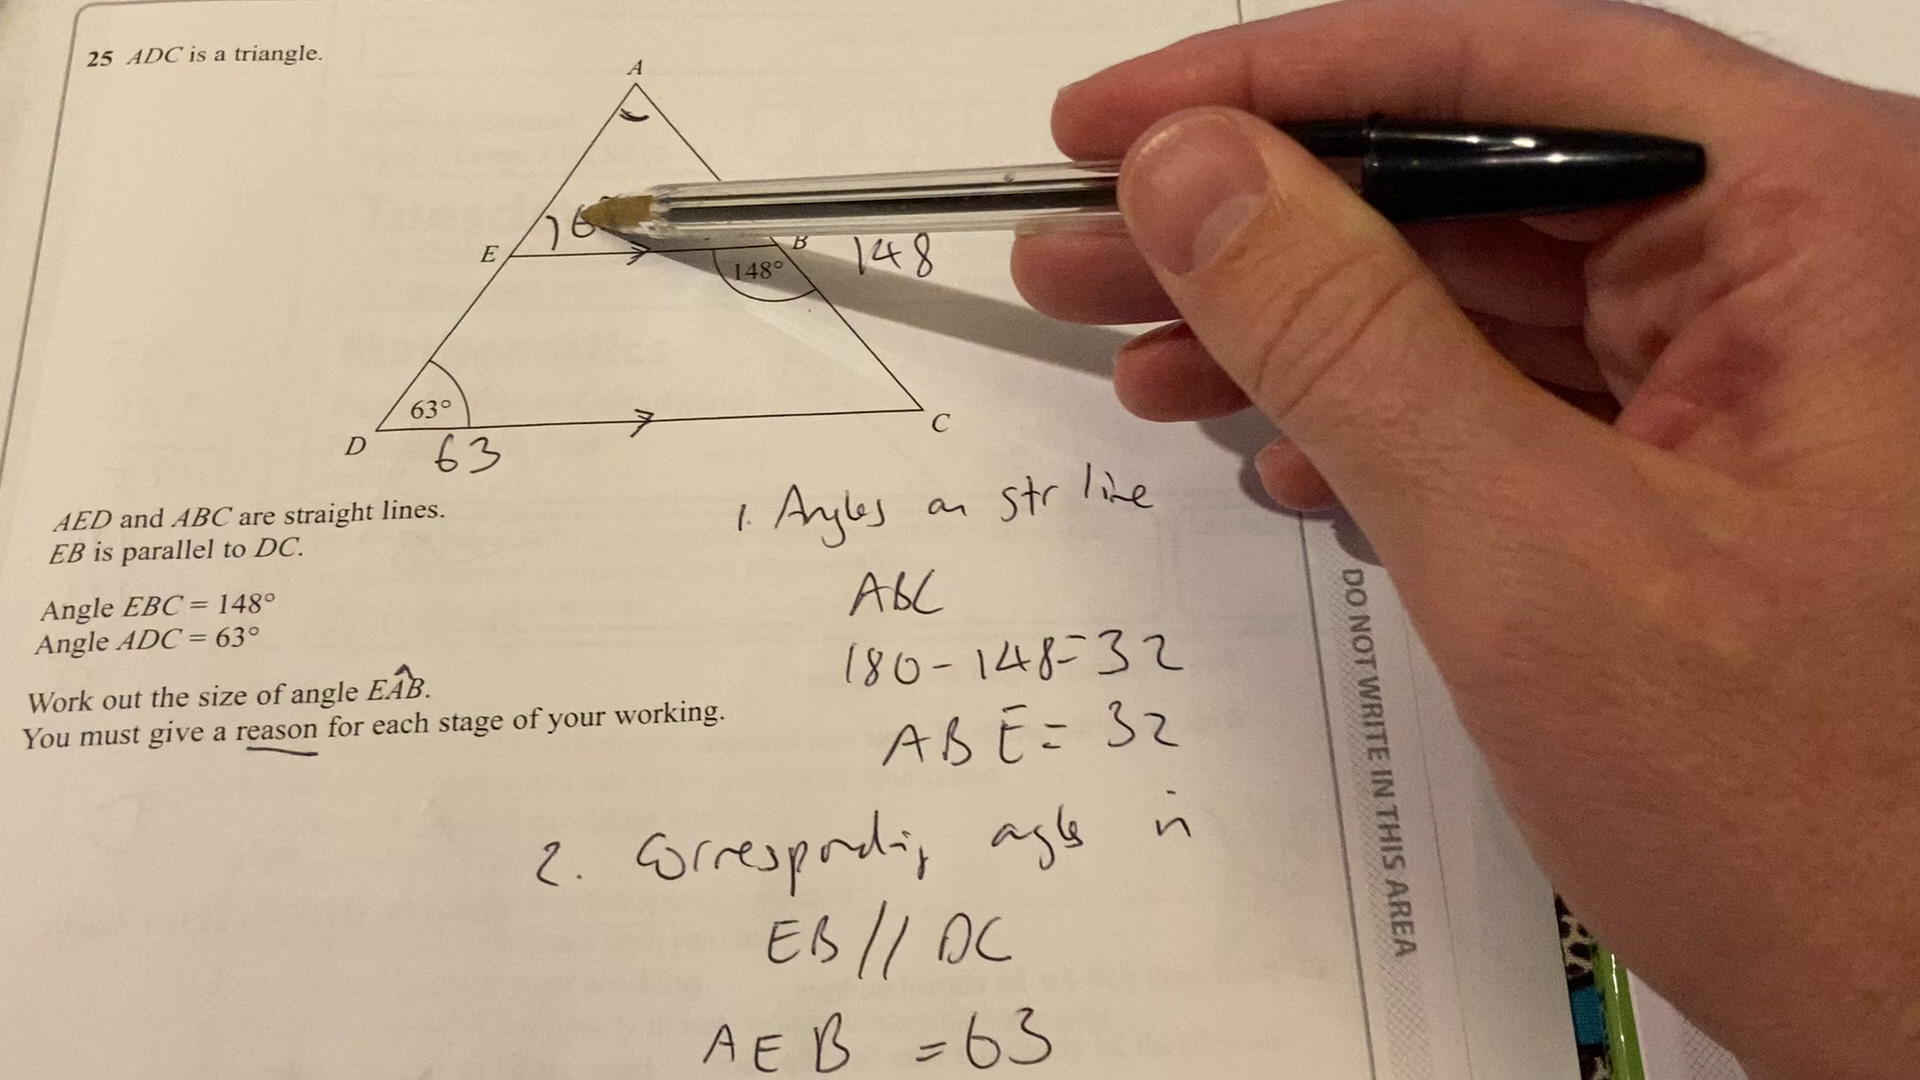 25 ADC is a triangle.
A
E
B
148
148°
63°
D
C
63
AED and ABC are straight lines.
EB is parallel to DC.
Angle EBC = 148°
Angle ADC = 63°
Work out the size of angle EAB.
You must give a reason for each stage of your working.
1. Angles on str line
ABC
180-148=32
ABE = 32
2. Corresponding angles in
EB // DC
AEB = 63
DO NOT WRITE IN THIS AREA